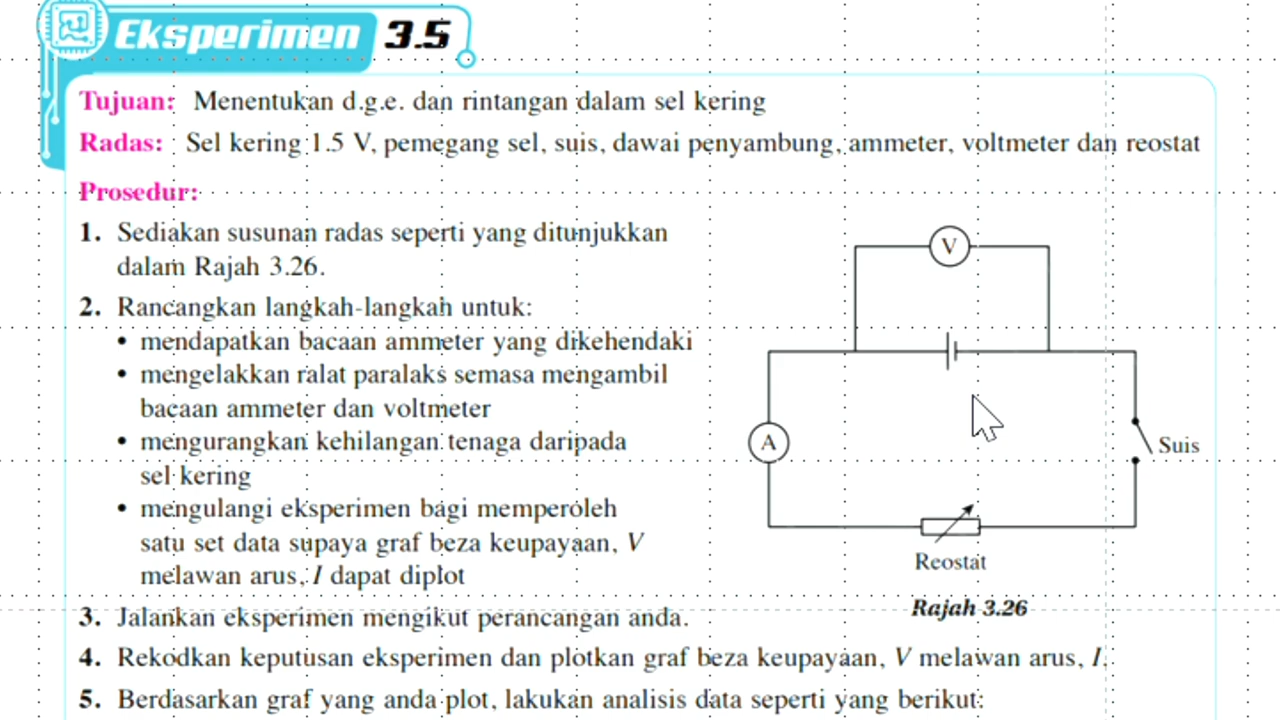 Eksperimen 3.5
Tujuan: Menentukan d.g.e. dan rintangan dalam sel kering
Radas: Sel kering 1.5 V, pemegang sel, suis, dawai penyambung, ammeter, voltmeter dan reostat
Prosedur:
1. Sediakan susunan radas seperti yang ditunjukkan
dalam Rajah 3.26.
2. Rancangkan langkah-langkah untuk:
• mendapatkan bacaan ammeter yang dikehendaki
• mengelakkan ralat paralaks semasa mengambil
bacaan ammeter dan voltmeter
• mengurangkan kehilangan tenaga daripada
sel kering
• mengulangi eksperimen bagi memperoleh
satu set data supaya graf beza keupayaan, V
melawan arus, I dapat diplot
V
A
Suis
Reostat
Rajah 3.26
3. Jalankan eksperimen mengikut perancangan anda.
4. Rekodkan keputusan eksperimen dan plotkan graf beza keupayaan, V melawan arus, I.
5. Berdasarkan graf yang anda plot, lakukan analisis data seperti yang berikut: